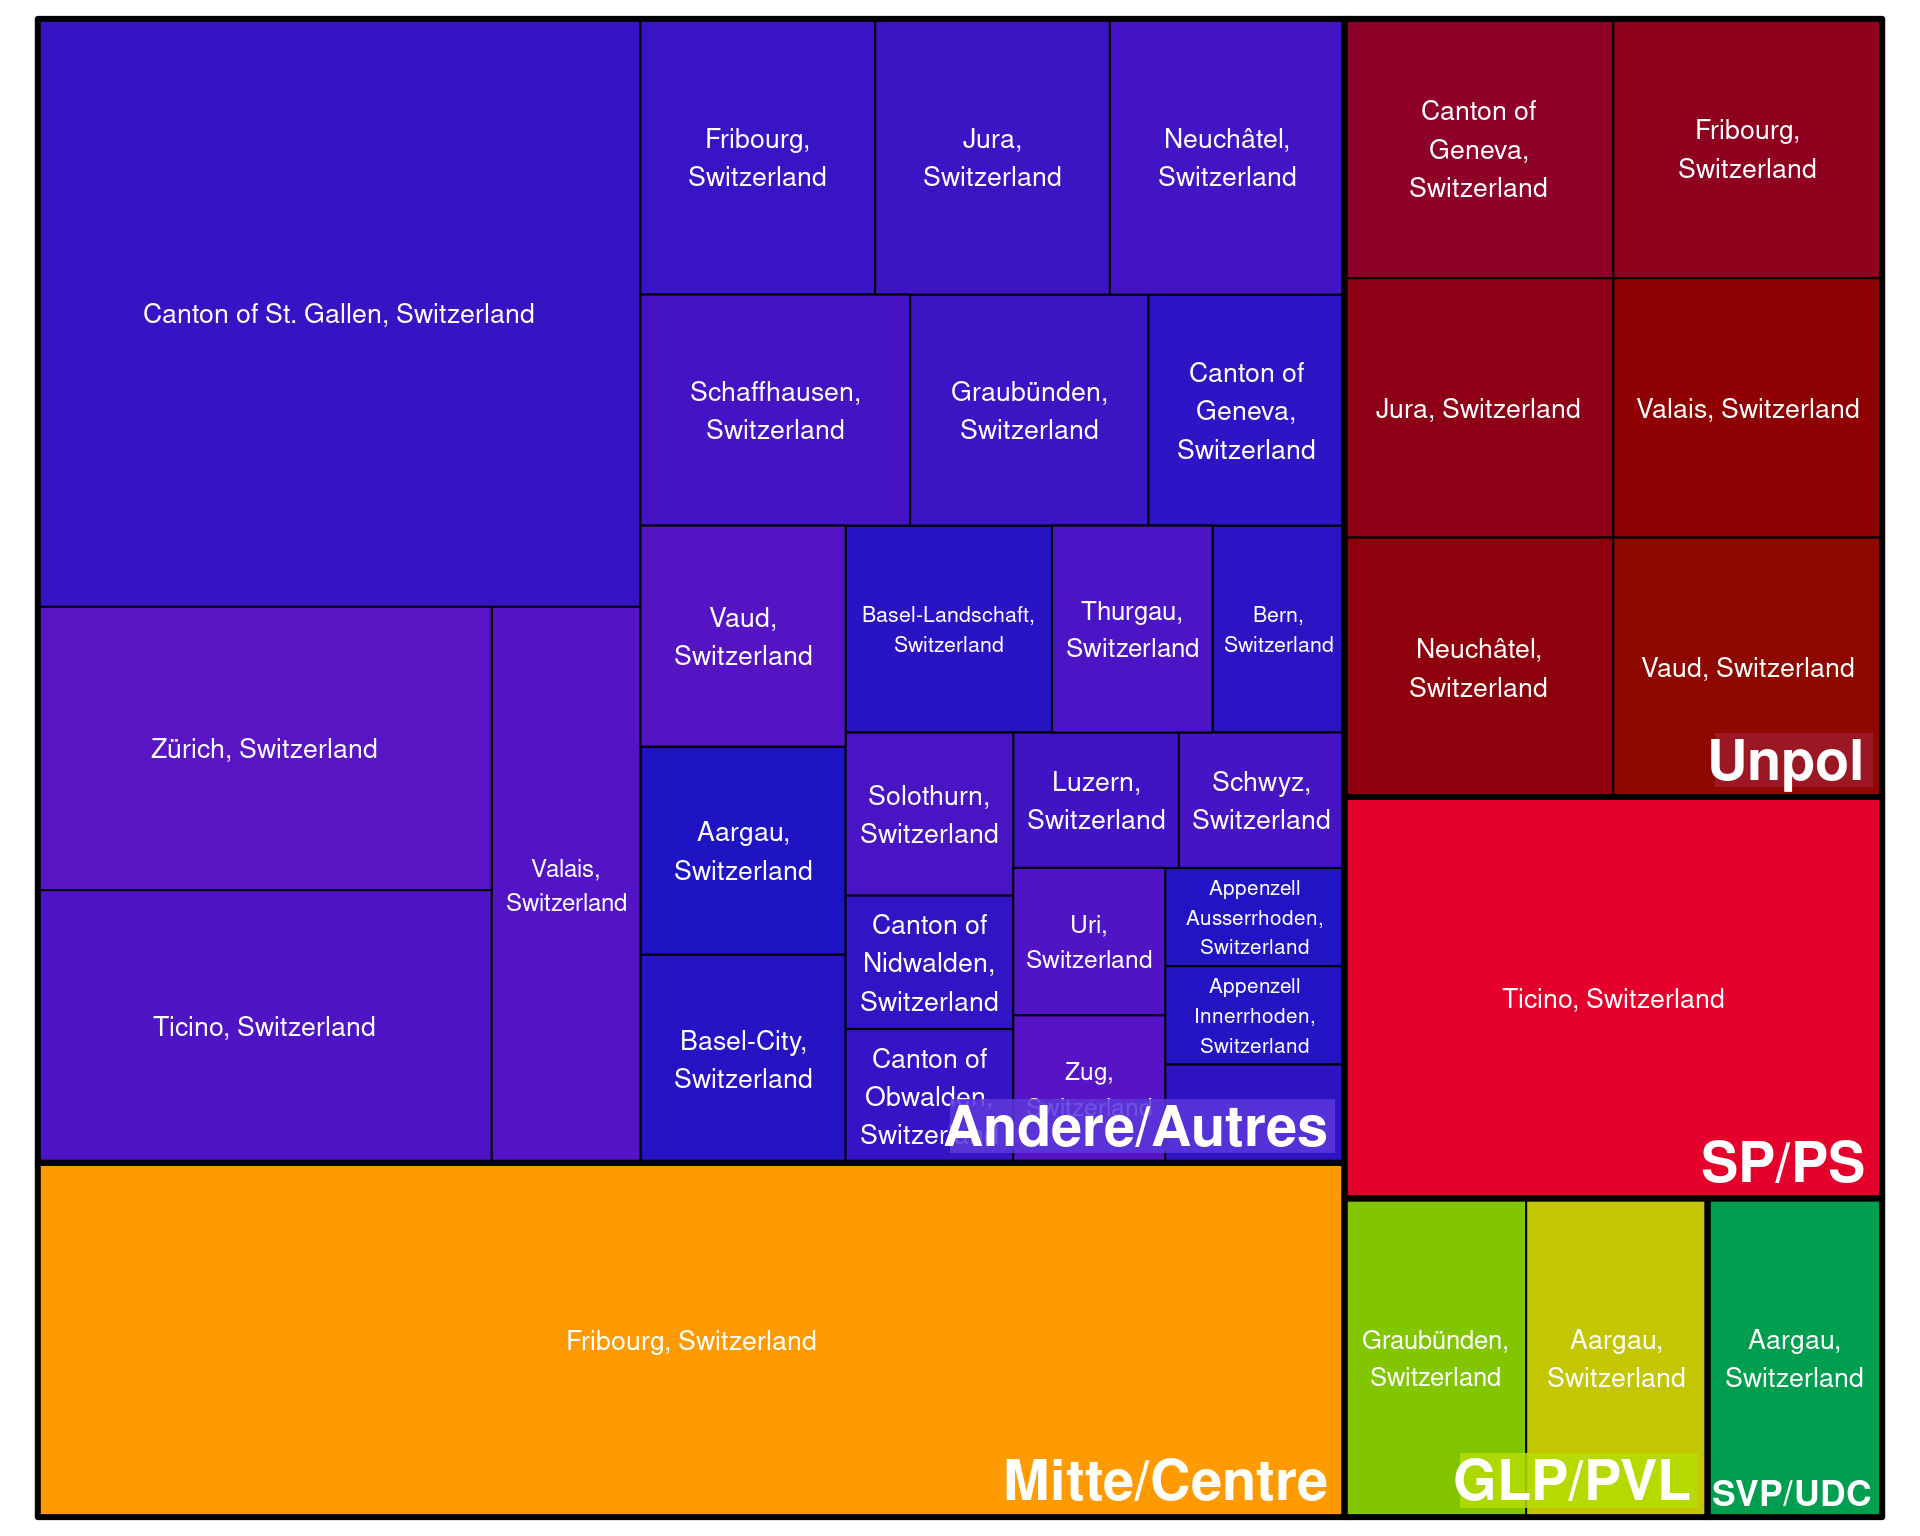 Canton of St. Gallen, Switzerland
Fribourg,
Switzerland
Jura,
Switzerland
Neuchâtel,
Switzerland
Schaffhausen,
Switzerland
Graubünden,
Switzerland
Canton of
Geneva,
Switzerland
Zürich, Switzerland
Ticino, Switzerland
Valais,
Switzerland
Vaud,
Switzerland
Basel-Landschaft,
Switzerland
Thurgau,
Switzerland
Bern,
Switzerland
Aargau,
Switzerland
Basel-City,
Switzerland
Solothurn,
Switzerland
Luzern,
Switzerland
Schwyz,
Switzerland
Canton of
Nidwalden,
Switzerland
Canton of
Obwalden,
Switzerland
Uri,
Switzerland
Zug,
Switzerland
Appenzell
Ausserrhoden,
Switzerland
Appenzell
Innerrhoden,
Switzerland
Andere/Autres
Fribourg, Switzerland
Mitte/Centre
Canton of
Geneva,
Switzerland
Fribourg,
Switzerland
Jura, Switzerland
Valais, Switzerland
Neuchâtel,
Switzerland
Vaud, Switzerland
Unpol
Ticino, Switzerland
SP/PS
Graubünden,
Switzerland
Aargau,
Switzerland
GLP/PVL
Aargau,
Switzerland
SVP/UDC